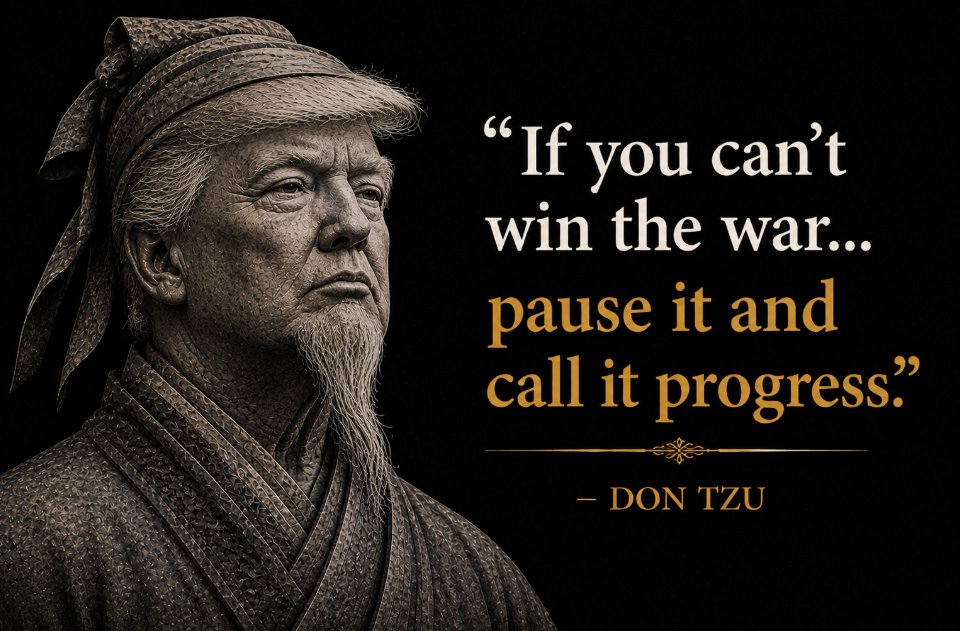 “If you can’t
win the war...
pause it and
call it progress.”
– DON TZU